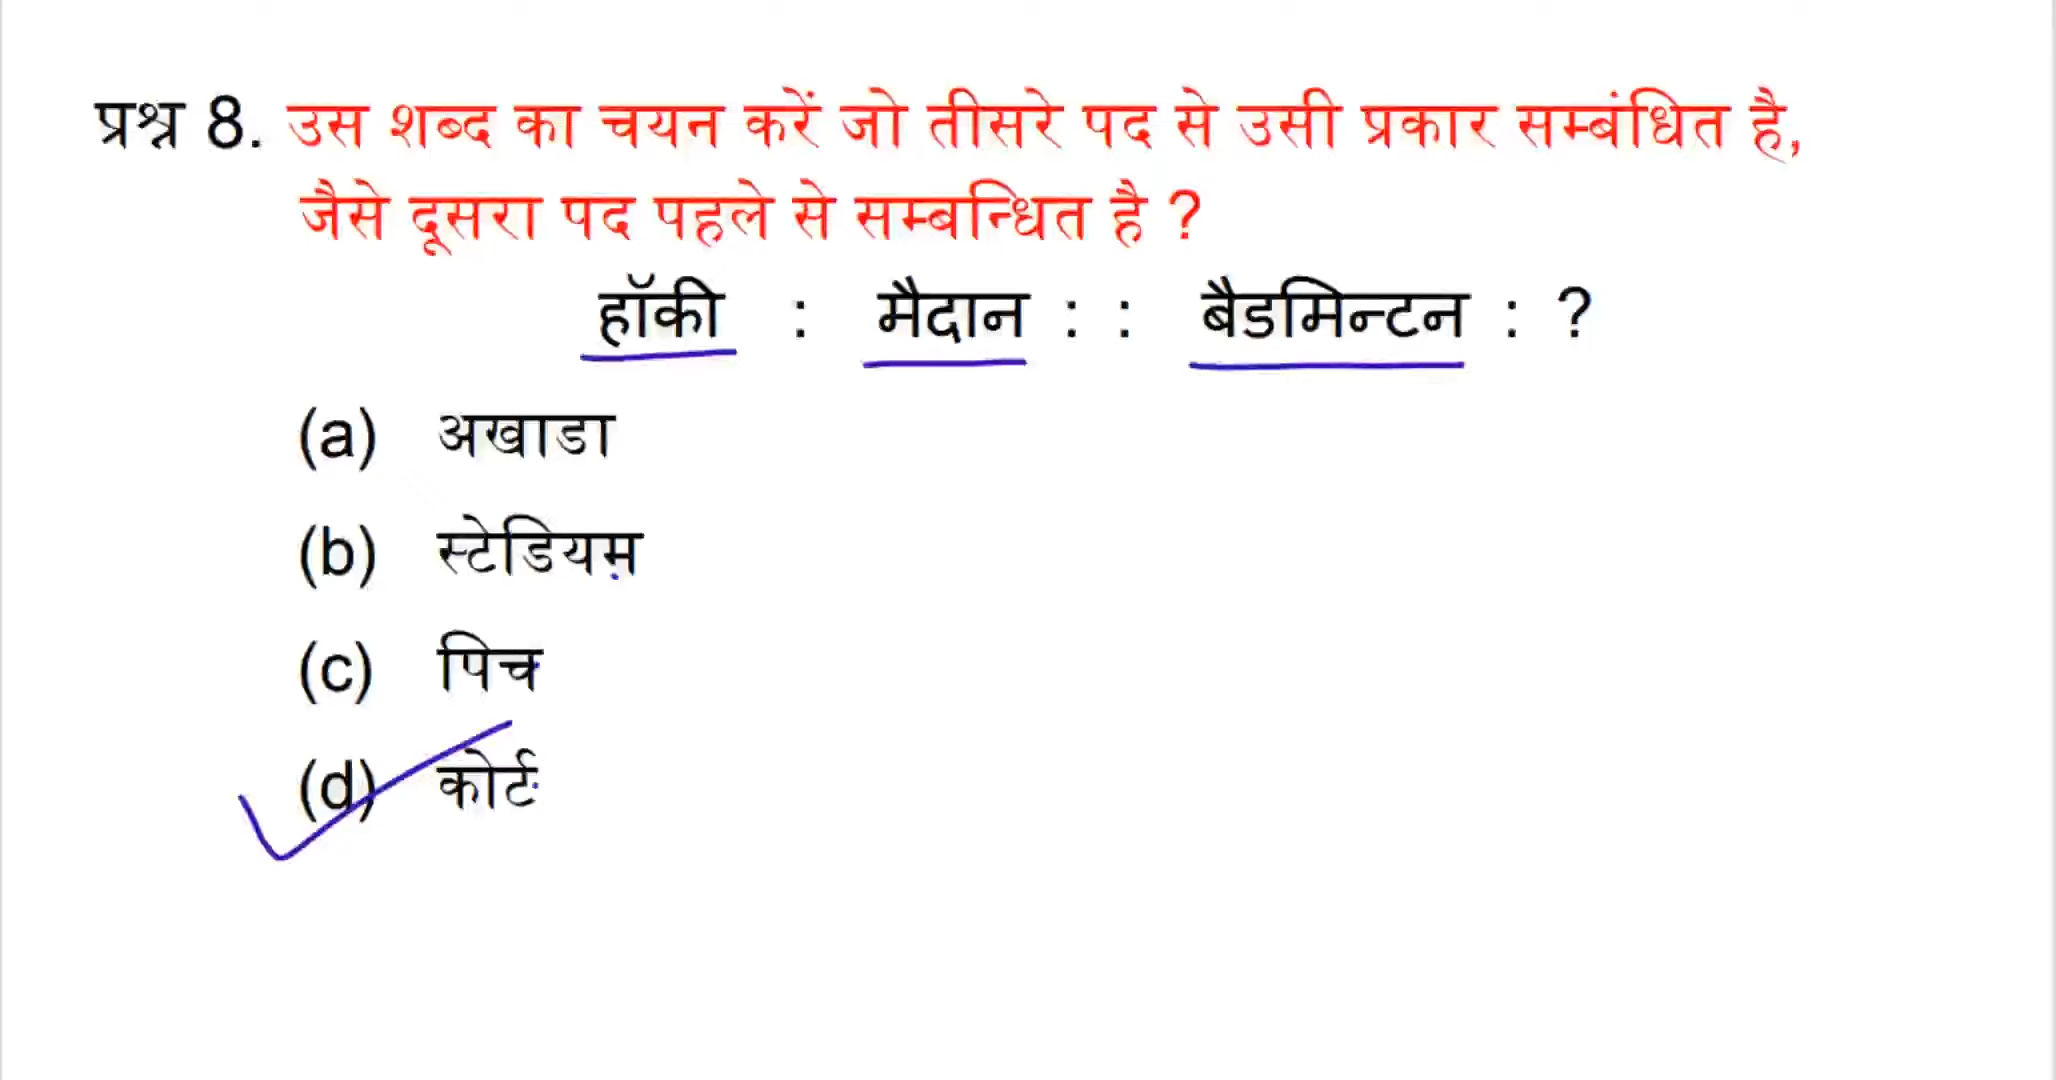 प्रश्न 8. उस शब्द का चयन करें जो तीसरे पद से उसी प्रकार सम्बंधित है,
जैसे दूसरा पद पहले से सम्बन्धित है ?
हॉकी : मैदान : : बैडमिन्टन : ?
(a) अखाडा
(b) स्टेडियम
(c) पिच
(d) कोर्ट